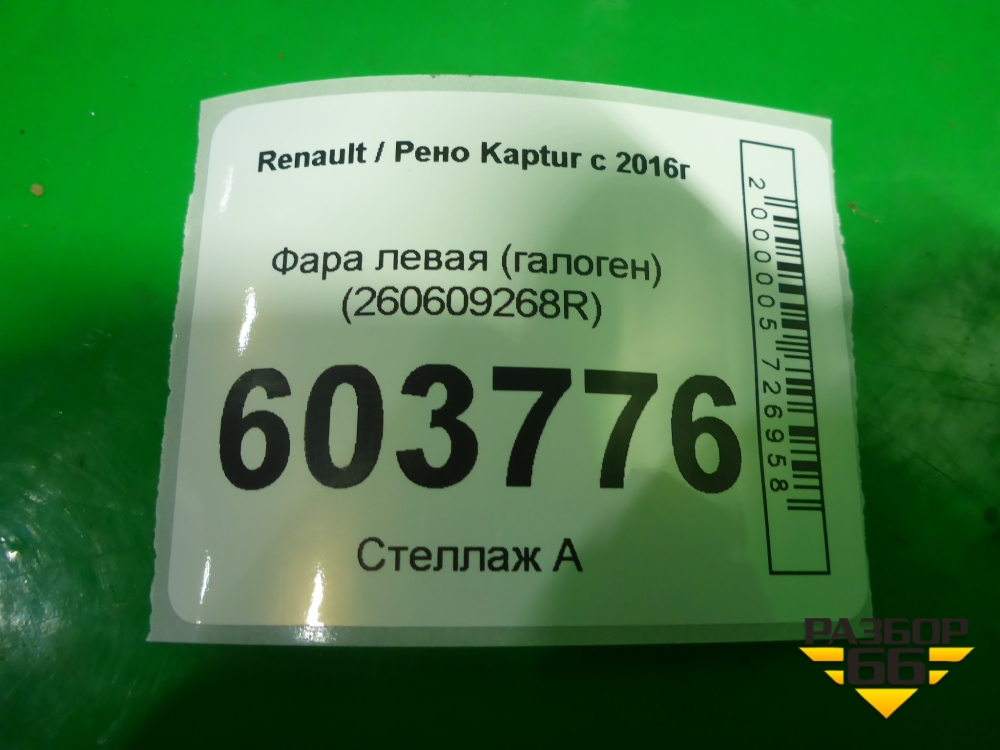 Renault / Рено Kaptur с 2016г
Фара левая (галоген)
(260609268R)
603776
Стеллаж А
2000005726958
РАЗБОР
66